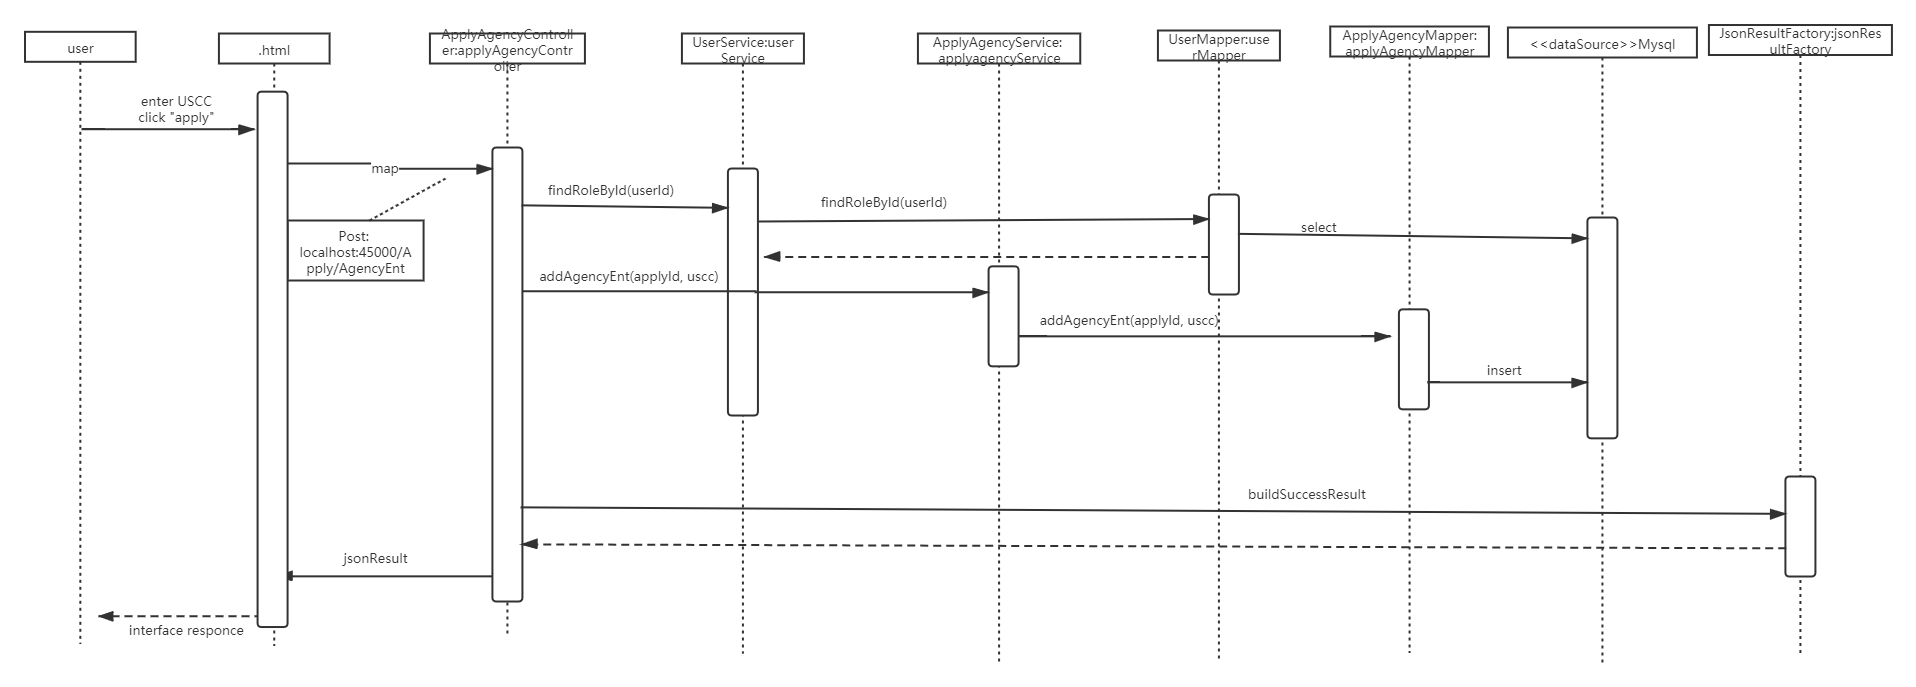 user
.html
ApplyAgencyControll
er:applyAgencyContr
oller
UserService:user
Service
ApplyAgencyService:
applyagencyService
UserMapper:use
rMapper
ApplyAgencyMapper:
applyAgencyMapper
<<dataSource>>Mysql
JsonResultFactory:jsonRes
ultFactory
enter USCC
click "apply"
map
Post:
localhost:45000/A
pply/AgencyEnt
findRoleById(userId)
findRoleById(userId)
select
addAgencyEnt(applyId, uscc)
addAgencyEnt(applyId, uscc)
insert
buildSuccessResult
jsonResult
interface responce